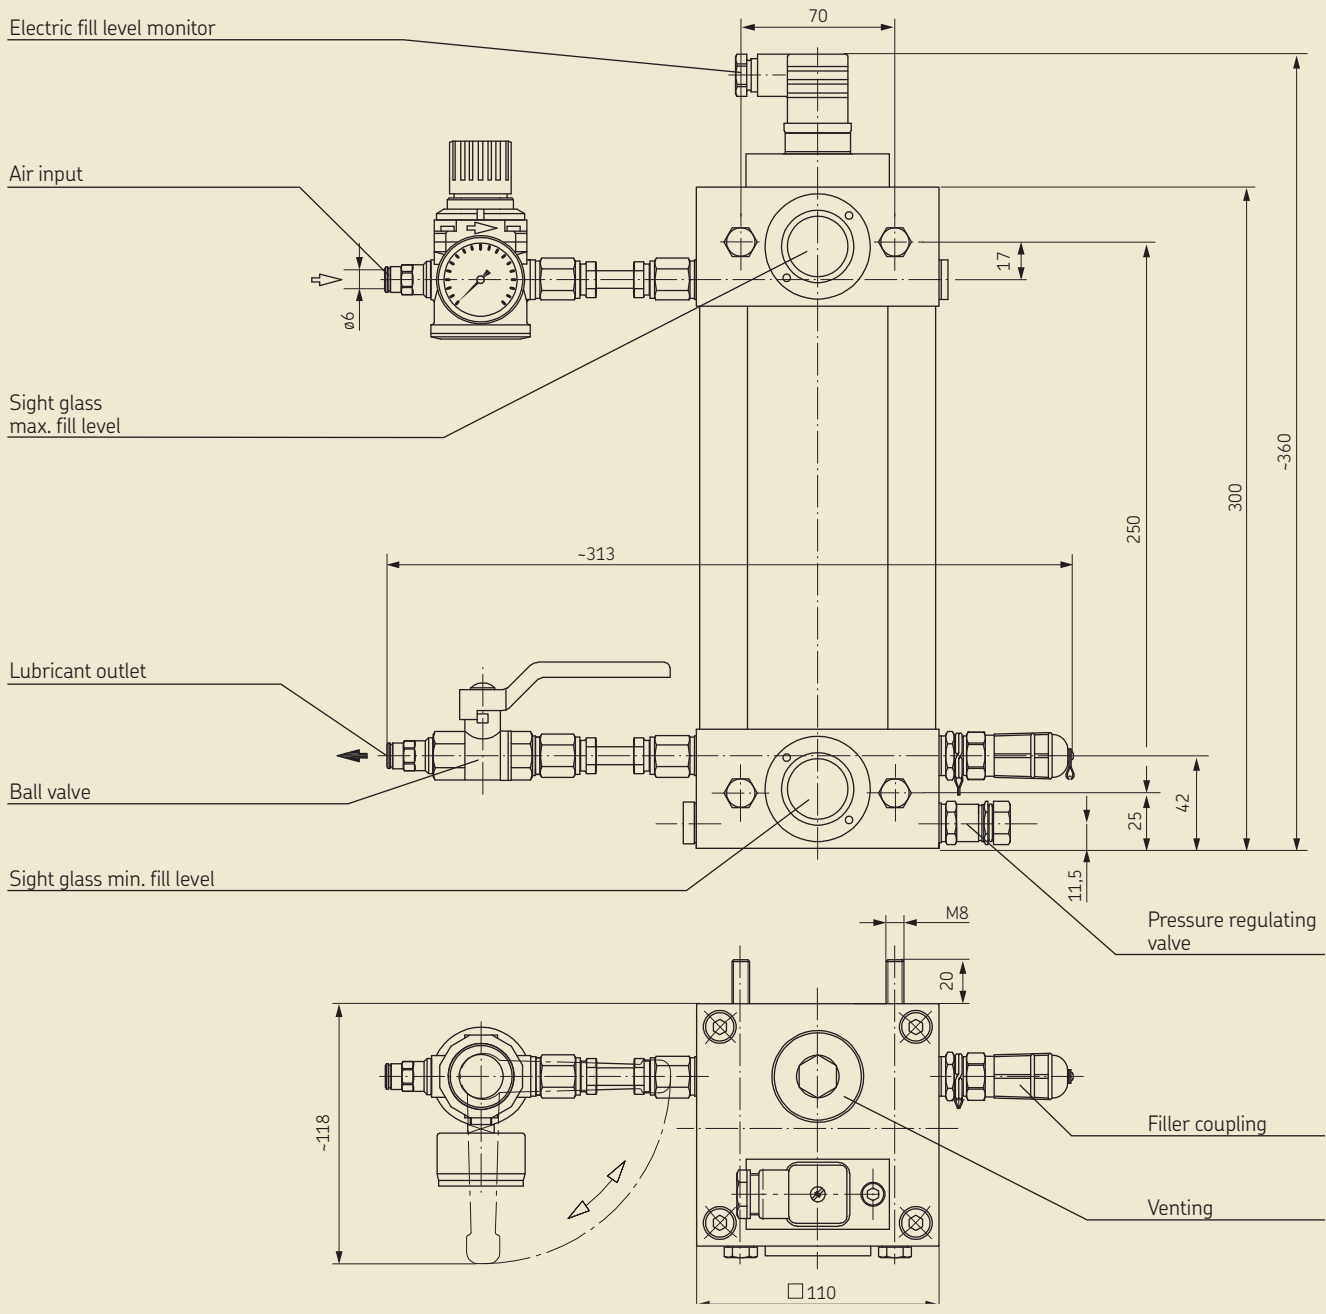 Electric fill level monitor
70
Air input
17
ø6
Sight glass
max. fill level
~360
300
250
~313
Lubricant outlet
Ball valve
42
25
Sight glass min. fill level
11,5
M8
Pressure regulating
valve
20
~118
Filler coupling
Venting
□110